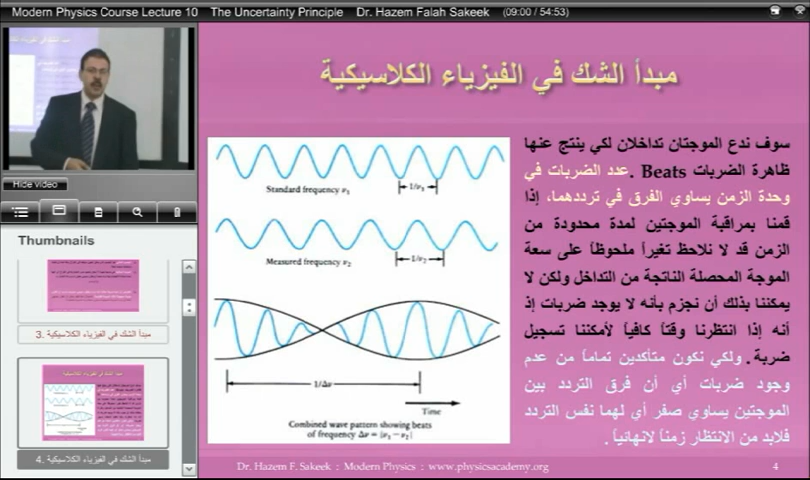 Modern Physics Course Lecture 10 The Uncertainty Principle Dr. Hazem Falah Sakeek (09:00 / 54:53)
Hide video
Thumbnails
3. مبدأ الشك في الفيزياء الكلاسيكية
4. مبدأ الشك في الفيزياء الكلاسيكية
مبدأ الشك في الفيزياء الكلاسيكية
Standard frequency ν₁
1/ν₁
Measured frequency ν₂
1/ν₂
1/Δν
Time
Combined wave pattern showing beats
of frequency Δν = |ν₁ − ν₂|
سوف ندع الموجتان تداخلان لكي ينتج عنها
ظاهرة الضربات Beats .عدد الضربات في
وحدة الزمن يساوي الفرق في ترددهما، إذا
قمنا بمراقبة الموجتين لمدة محدودة من
الزمن قد لا نلاحظ تغيراً ملحوظاً على سعة
الموجة المحصلة الناتجة من التداخل ولكن لا
يمكننا بذلك أن نجزم بأنه لا يوجد ضربات إذ
أنه إذا انتظرنا وقتاً كافياً لأمكننا تسجيل
ضربة. ولكي نكون متأكدين تماماً من عدم
وجود ضربات أي أن فرق التردد بين
الموجتين يساوي صفر أي لهما نفس التردد
فلابد من الانتظار زمناً لانهائياً.
Dr. Hazem F. Sakeek : Modern Physics : www.physicsacademy.org
4